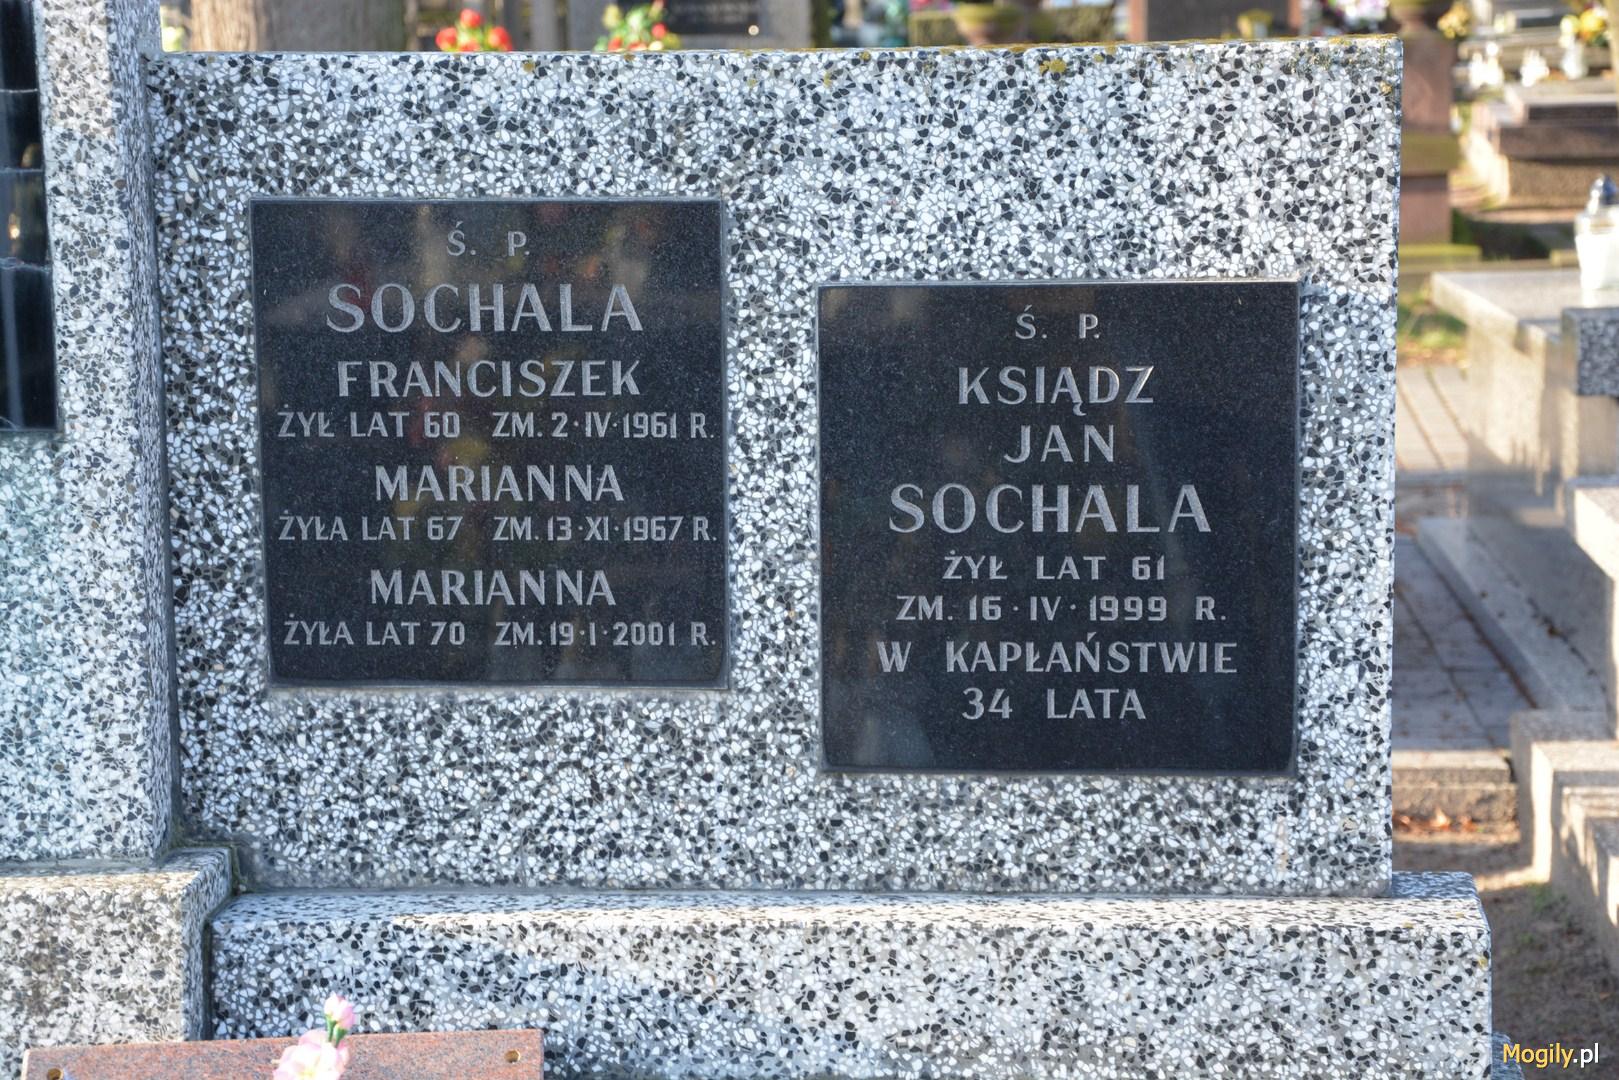 Ś. P.
SOCHALA
FRANCISZEK
ŻYŁ LAT 60 ZM. 2·IV·1961 R.
MARIANNA
ŻYŁA LAT 67 ZM. 13·XI·1967 R.
MARIANNA
ŻYŁA LAT 70 ZM. 19·I·2001 R.
Ś. P.
KSIĄDZ
JAN
SOCHALA
ŻYŁ LAT 61
ZM. 16·IV·1999 R.
W KAPŁAŃSTWIE
34 LATA
Mogily.pl